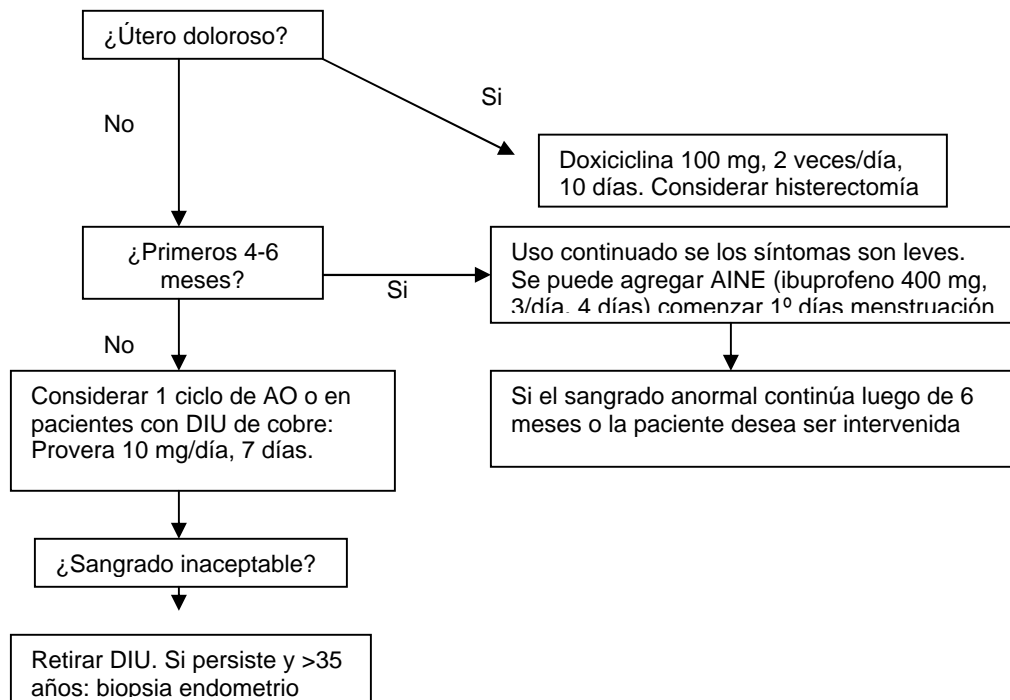 ¿Útero doloroso?
Si
No
Doxiciclina 100 mg, 2 veces/día,
10 días. Considerar histerectomía
¿Primeros 4-6
meses?
Si
Uso continuado se los síntomas son leves.
Se puede agregar AINE (ibuprofeno 400 mg,
3/día, 4 días) comenzar 1º días menstruación
No
Considerar 1 ciclo de AO o en
pacientes con DIU de cobre:
Provera 10 mg/día, 7 días.
Si el sangrado anormal continúa luego de 6
meses o la paciente desea ser intervenida
¿Sangrado inaceptable?
Retirar DIU. Si persiste y >35
años: biopsia endometrio